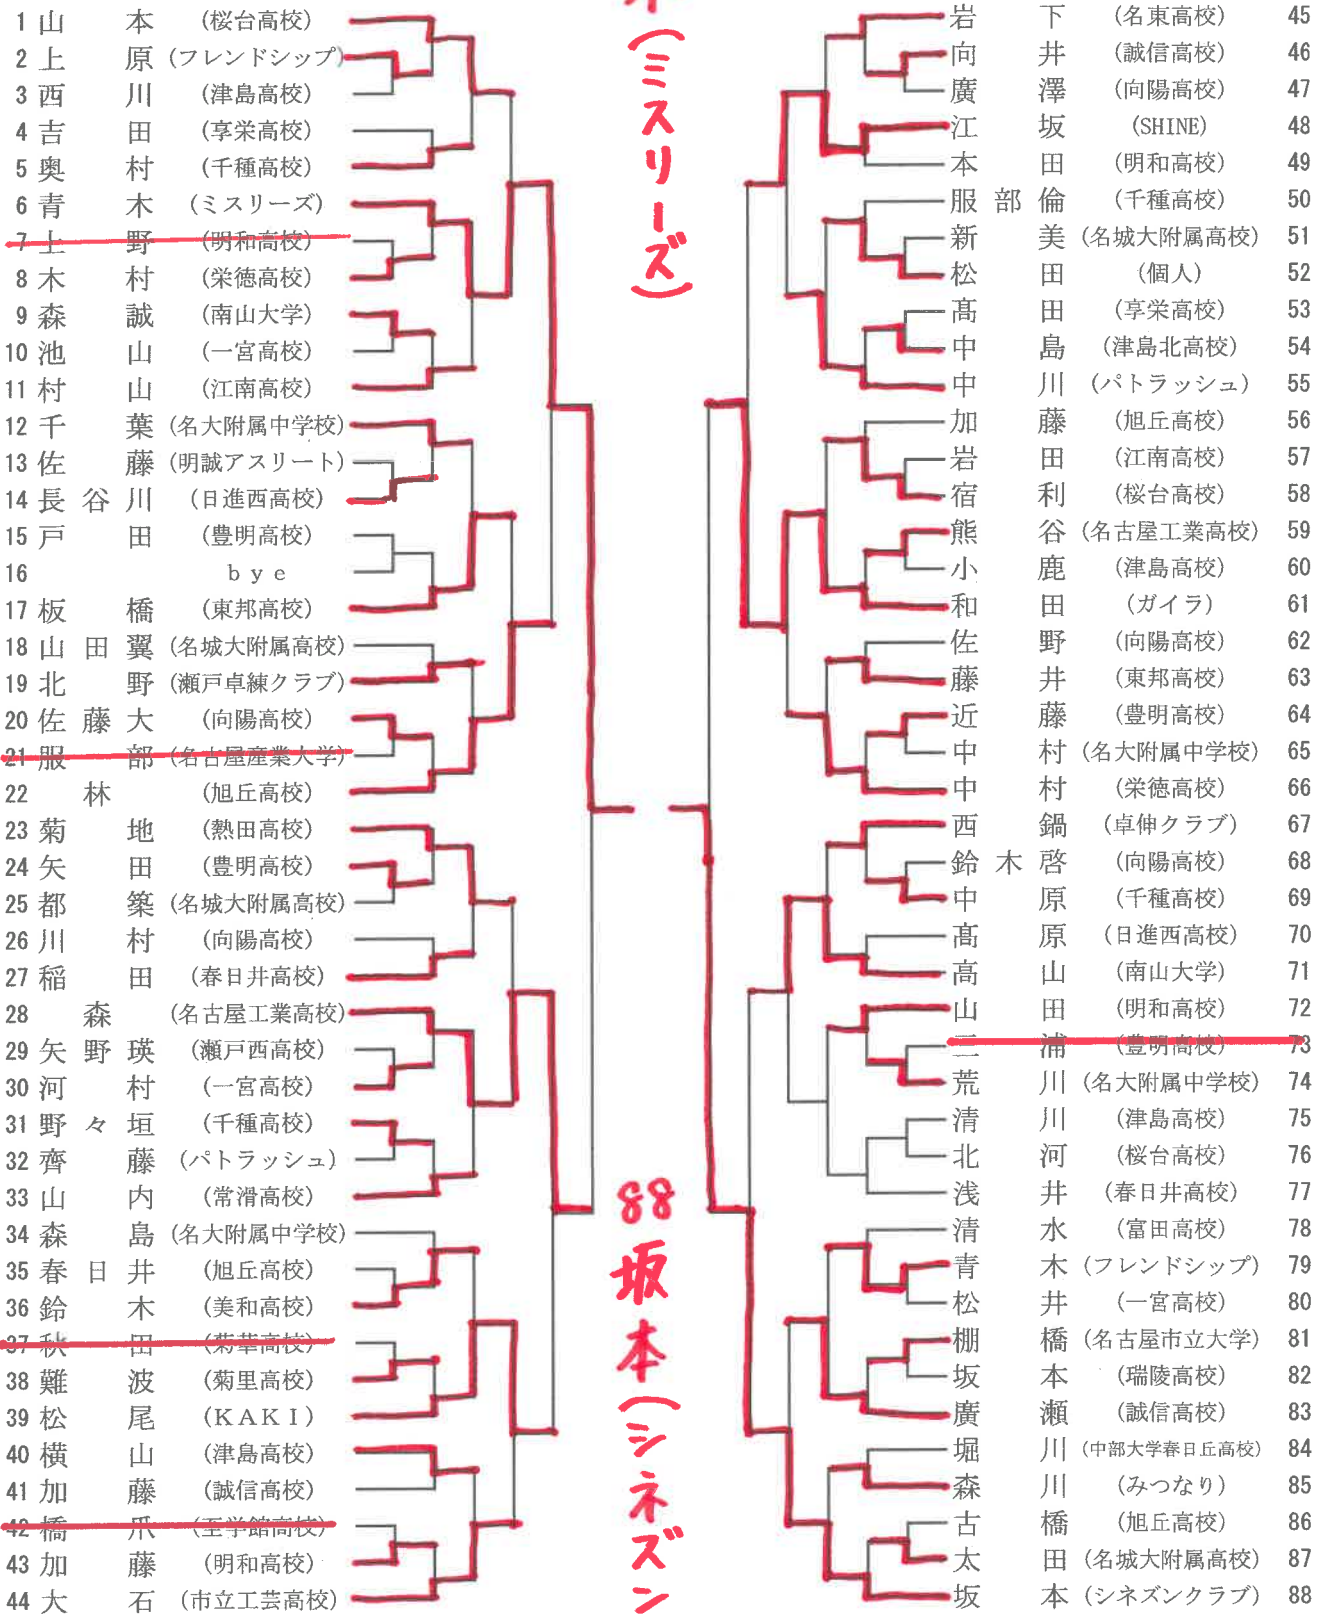 1 山本 (桜台高校)
2 上原 (フレンドシップ)
3 西川 (津島高校)
4 吉田 (享栄高校)
5 奥村 (千種高校)
6 青木 (ミスリーズ)
7 上野 (明和高校)
8 木村 (栄徳高校)
9 森誠 (南山大学)
10 池山 (一宮高校)
11 村山 (江南高校)
12 千葉 (名大附属中学校)
13 佐藤 (明誠アスリート)
14 長谷川 (日進西高校)
15 戸田 (豊明高校)
16 bye
17 板橋 (東邦高校)
18 山田翼 (名城大附属高校)
19 北野 (瀬戸卓練クラブ)
20 佐藤大 (向陽高校)
21 服部 (名古屋産業大学)
22 林 (旭丘高校)
23 菊地 (熱田高校)
24 矢田 (豊明高校)
25 都築 (名城大附属高校)
26 川村 (向陽高校)
27 稲田 (春日井高校)
28 森 (名古屋工業高校)
29 矢野瑛 (瀬戸西高校)
30 河村 (一宮高校)
31 野々垣 (千種高校)
32 齊藤 (パトラッシュ)
33 山内 (常滑高校)
34 森島 (名大附属中学校)
35 春日井 (旭丘高校)
36 鈴木 (美和高校)
37 秋田 (菊華高校)
38 難波 (菊里高校)
39 松尾 (KAKI)
40 横山 (津島高校)
41 加藤 (誠信高校)
42 橋爪 (至学館高校)
43 加藤 (明和高校)
44 大石 (市立工芸高校)
(ミスリーズ)
88 坂本 (シネズン
岩下 (名東高校) 45
向井 (誠信高校) 46
廣澤 (向陽高校) 47
江坂 (SHINE) 48
本田 (明和高校) 49
服部倫 (千種高校) 50
新美 (名城大附属高校) 51
松田 (個人) 52
髙田 (享栄高校) 53
中島 (津島北高校) 54
中川 (パトラッシュ) 55
加藤 (旭丘高校) 56
岩田 (江南高校) 57
宿利 (桜台高校) 58
熊谷 (名古屋工業高校) 59
小鹿 (津島高校) 60
和田 (ガイラ) 61
佐野 (向陽高校) 62
藤井 (東邦高校) 63
近藤 (豊明高校) 64
中村 (名大附属中学校) 65
中村 (栄徳高校) 66
西鍋 (卓伸クラブ) 67
鈴木啓 (向陽高校) 68
中原 (千種高校) 69
髙原 (日進西高校) 70
高山 (南山大学) 71
山田 (明和高校) 72
三浦 (豊明高校) 73
荒川 (名大附属中学校) 74
清川 (津島高校) 75
北河 (桜台高校) 76
浅井 (春日井高校) 77
清水 (富田高校) 78
青木 (フレンドシップ) 79
松井 (一宮高校) 80
棚橋 (名古屋市立大学) 81
坂本 (瑞陵高校) 82
廣瀬 (誠信高校) 83
堀川 (中部大学春日丘高校) 84
森川 (みつなり) 85
古橋 (旭丘高校) 86
太田 (名城大附属高校) 87
坂本 (シネズンクラブ) 88